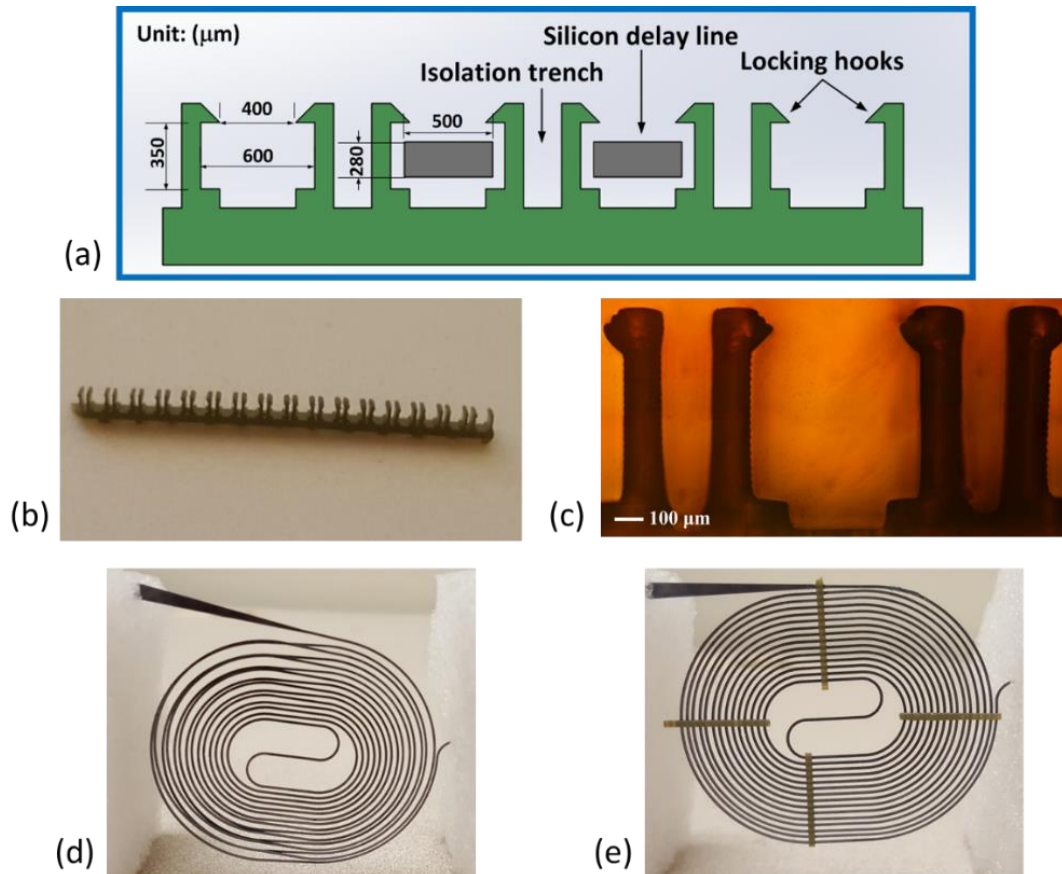 Unit: (μm)
Silicon delay line
Isolation trench
Locking hooks
400
500
350
600
280
(a)
(b)
(c)
100 μm
(d)
(e)